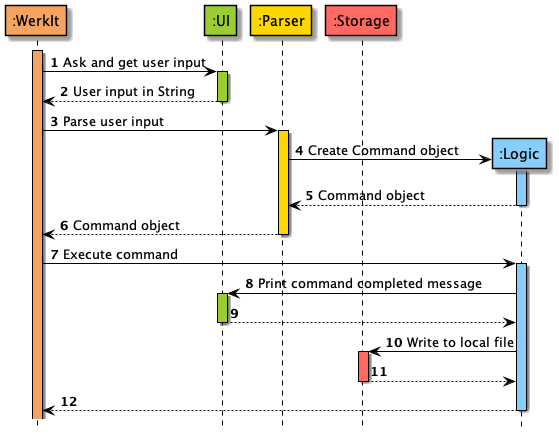 :WerkIt
:UI
:Parser
:Storage
1 Ask and get user input
2 User input in String
3 Parse user input
4 Create Command object
:Logic
5 Command object
6 Command object
7 Execute command
8 Print command completed message
9
10 Write to local file
11
12